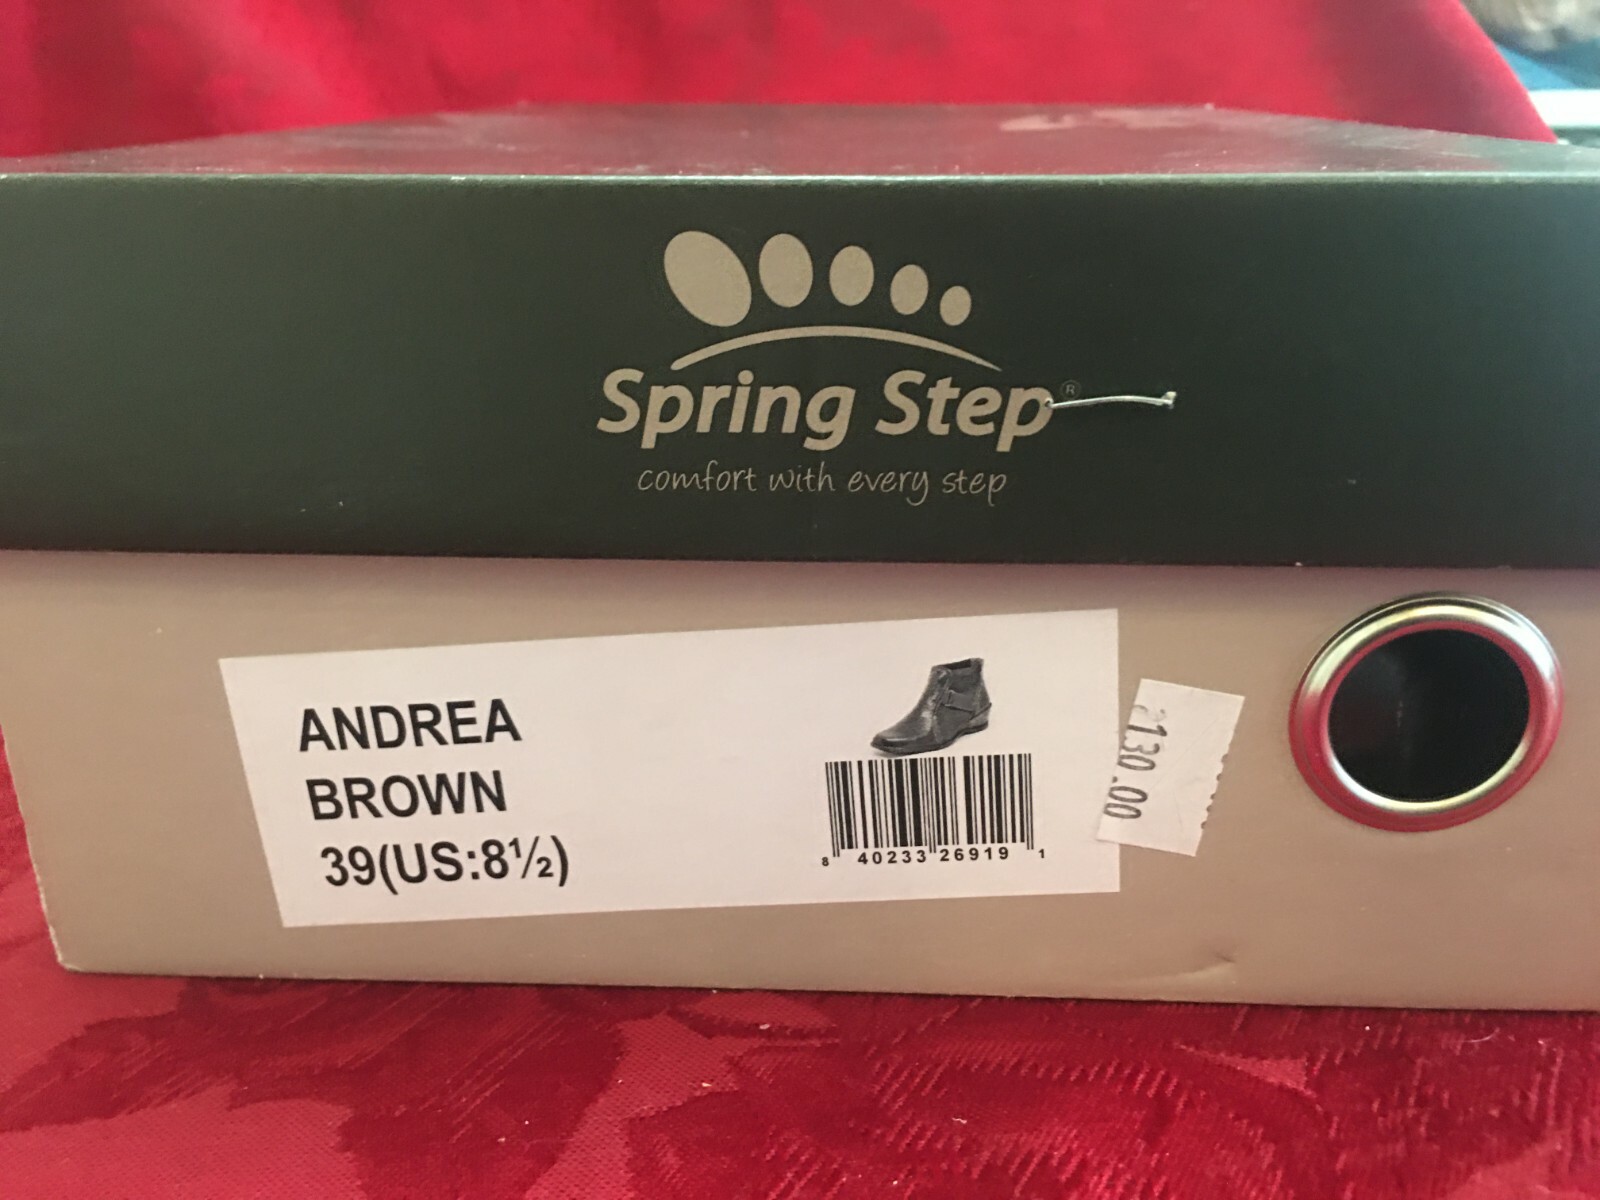 Spring Step®
comfort with every step
ANDREA
BROWN
39(US:8½)
8 40233 26919 1
130.00